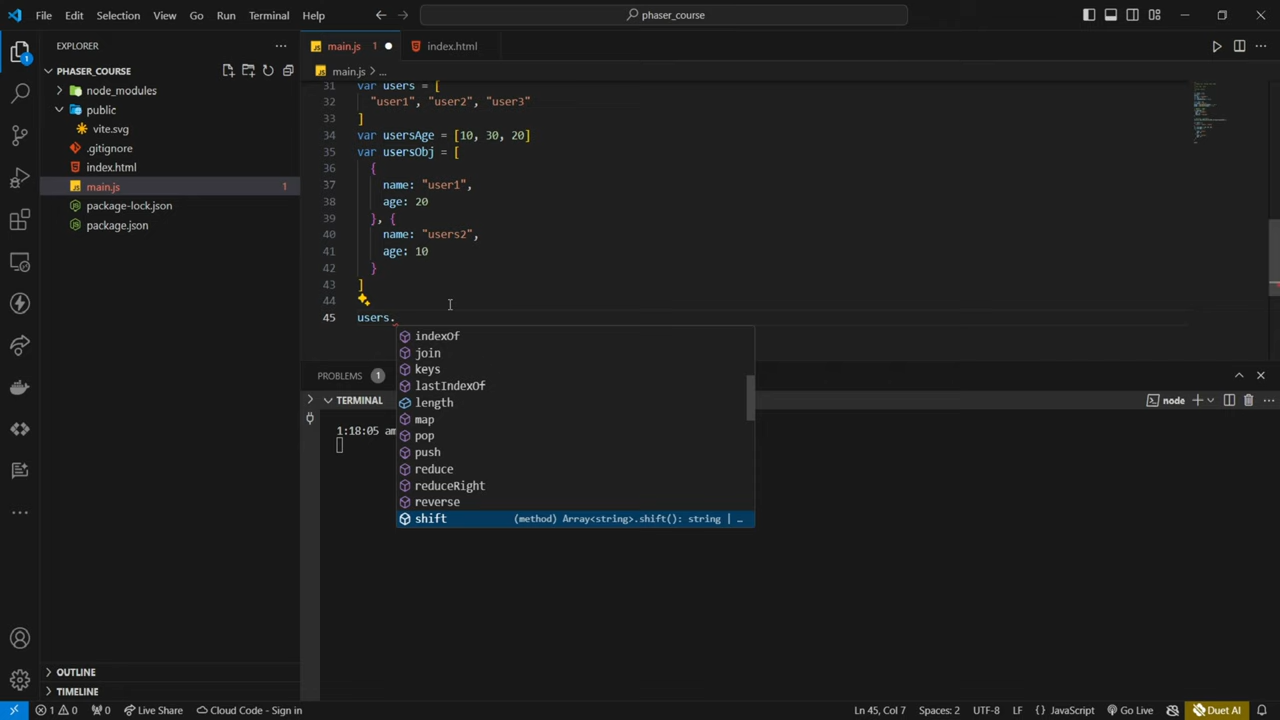 File Edit Selection View Go Run Terminal Help phaser_course
EXPLORER
main.js 1 index.html
PHASER_COURSE
main.js > ...
node_modules
public
vite.svg
.gitignore
index.html
main.js 1
package-lock.json
package.json
1
31 var users = [
32 "user1", "user2", "user3"
33 ]
34 var usersAge = [10, 30, 20]
35 var usersObj = [
36 {
37 name: "user1",
38 age: 20
39 }, {
40 name: "users2",
41 age: 10
42 }
43 ]
44
45 users.
indexOf
join
keys
lastIndexOf
length
map
pop
push
reduce
reduceRight
reverse
shift (method) Array<string>.shift(): string | …
PROBLEMS 1
TERMINAL node
1:18:05 am
OUTLINE
TIMELINE
1 0 0 Live Share Cloud Code - Sign in Ln 45, Col 7 Spaces: 2 UTF-8 LF {} JavaScript Go Live Duet AI